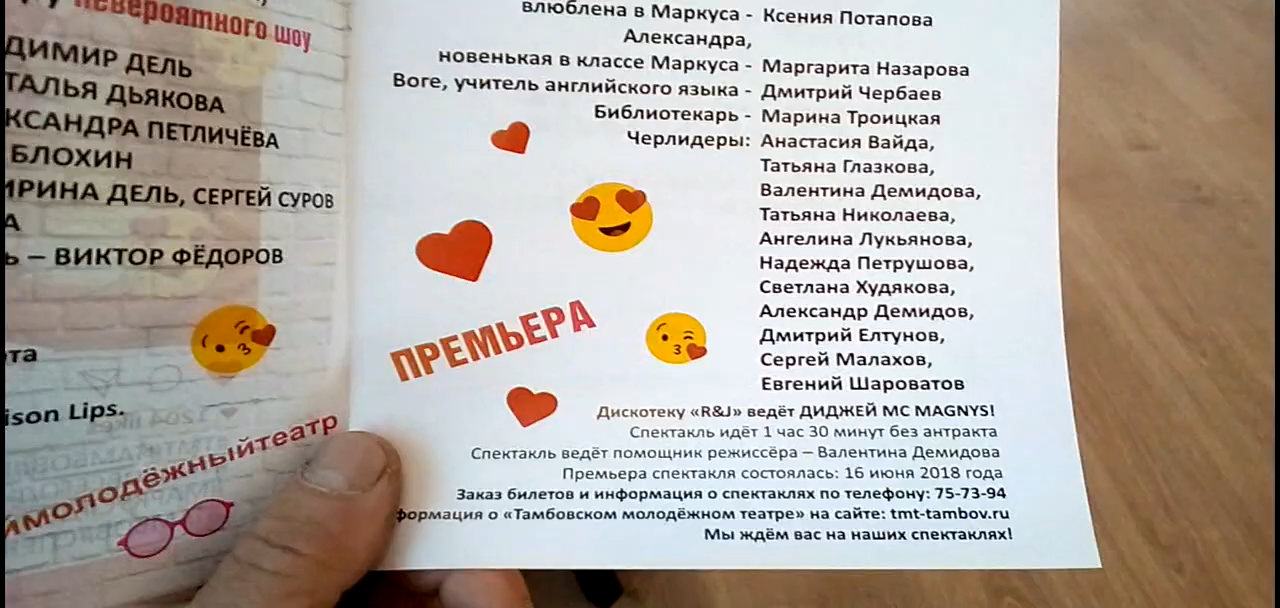 невероятного шоу
ДИМИР ДЕЛЬ
ТАЛЬЯ ДЬЯКОВА
КСАНДРА ПЕТЛИЧЁВА
БЛОХИН
ИРИНА ДЕЛЬ, СЕРГЕЙ СУРОВ
А
Ь – ВИКТОР ФЁДОРОВ
ота
ison Lips.
ймолодёжныйтеатр
влюблена в Маркуса - Ксения Потапова
Александра,
новенькая в классе Маркуса - Маргарита Назарова
Воге, учитель английского языка - Дмитрий Чербаев
Библиотекарь - Марина Троицкая
Черлидеры: Анастасия Вайда,
Татьяна Глазкова,
Валентина Демидова,
Татьяна Николаева,
Ангелина Лукьянова,
Надежда Петрушова,
Светлана Худякова,
Александр Демидов,
Дмитрий Елтунов,
Сергей Малахов,
Евгений Шароватов
ПРЕМЬЕРА
Дискотеку «R&J» ведёт ДИДЖЕЙ МС MAGNYS!
Спектакль идёт 1 час 30 минут без антракта
Спектакль ведёт помощник режиссёра – Валентина Демидова
Премьера спектакля состоялась: 16 июня 2018 года
Заказ билетов и информация о спектаклях по телефону: 75-73-94
формация о «Тамбовском молодёжном театре» на сайте: tmt-tambov.ru
Мы ждём вас на наших спектаклях!